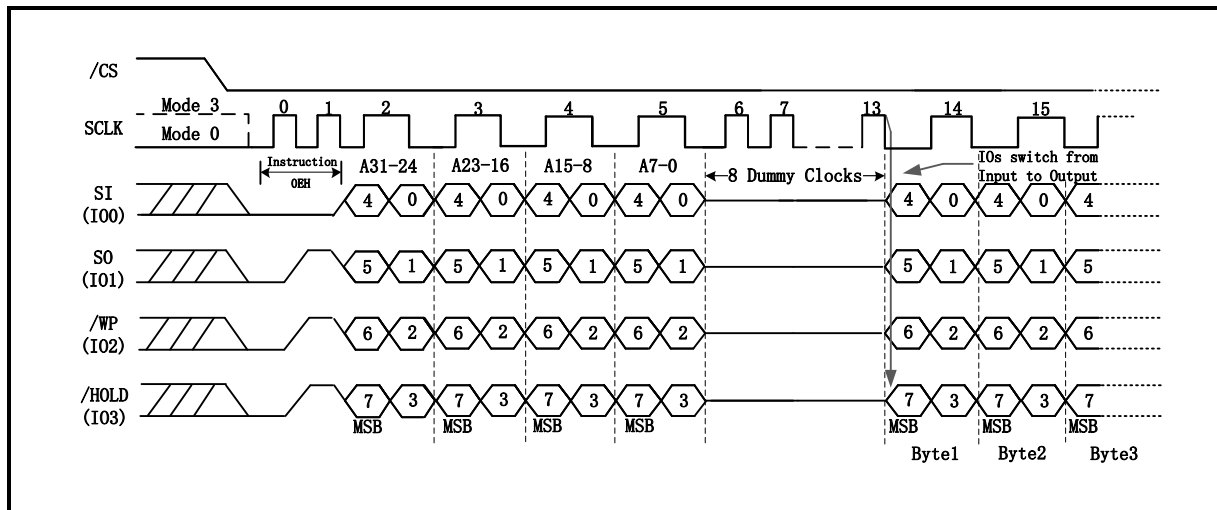 /CS
Mode 3
SCLK
Mode 0
0 1 2 3 4 5 6 7 13 14 15
Instruction
OEH
A31-24 A23-16 A15-8 A7-0
8 Dummy Clocks
IOs switch from
Input to Output
SI
(IO0)
4 0 4 0 4 0 4 0 4 0 4 0 4
SO
(IO1)
5 1 5 1 5 1 5 1 5 1 5 1 5
/WP
(IO2)
6 2 6 2 6 2 6 2 6 2 6 2 6
/HOLD
(IO3)
7 3 7 3 7 3 7 3 7 3 7 3 7
MSB MSB MSB MSB MSB MSB MSB
Byte1 Byte2 Byte3